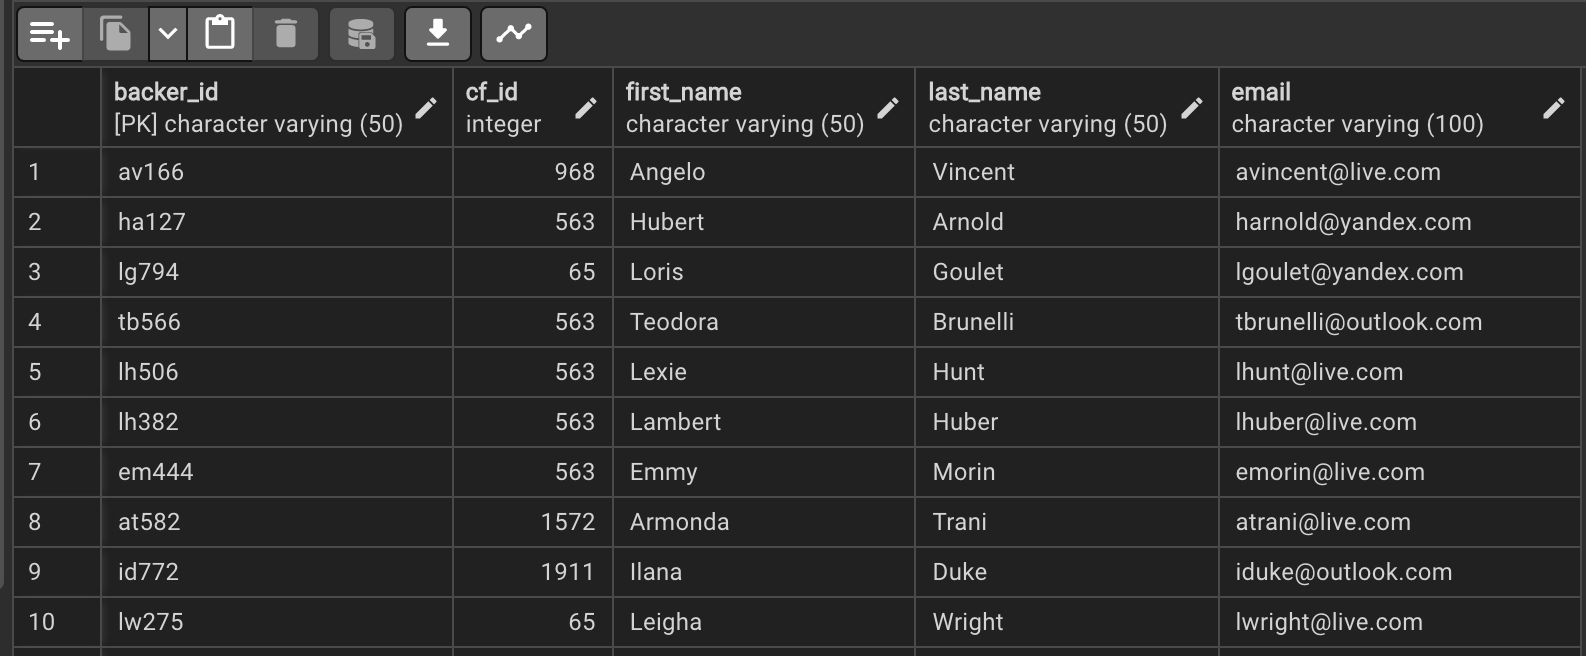 backer_id cf_id first_name last_name email
[PK] character varying (50) integer character varying (50) character varying (50) character varying (100)
1 av166 968 Angelo Vincent avincent@live.com
2 ha127 563 Hubert Arnold harnold@yandex.com
3 lg794 65 Loris Goulet lgoulet@yandex.com
4 tb566 563 Teodora Brunelli tbrunelli@outlook.com
5 lh506 563 Lexie Hunt lhunt@live.com
6 lh382 563 Lambert Huber lhuber@live.com
7 em444 563 Emmy Morin emorin@live.com
8 at582 1572 Armonda Trani atrani@live.com
9 id772 1911 Ilana Duke iduke@outlook.com
10 lw275 65 Leigha Wright lwright@live.com